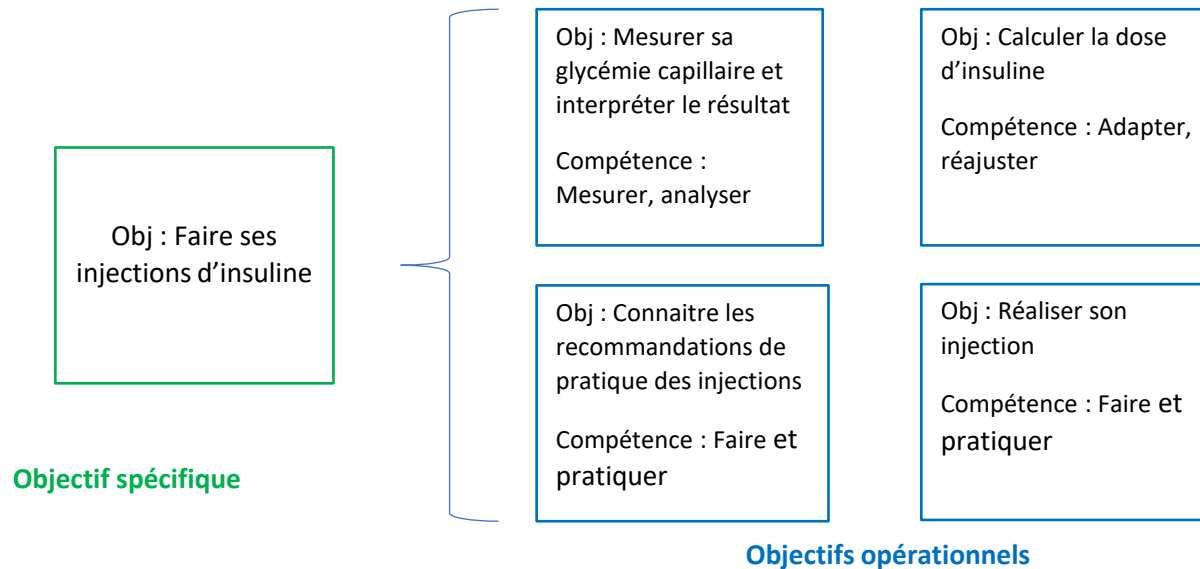 Obj : Faire ses
injections d’insuline
Objectif spécifique
Obj : Mesurer sa
glycémie capillaire et
interpréter le résultat
Compétence :
Mesurer, analyser
Obj : Calculer la dose
d’insuline
Compétence : Adapter,
réajuster
Obj : Connaitre les
recommandations de
pratique des injections
Compétence : Faire et
pratiquer
Obj : Réaliser son
injection
Compétence : Faire et
pratiquer
Objectifs opérationnels